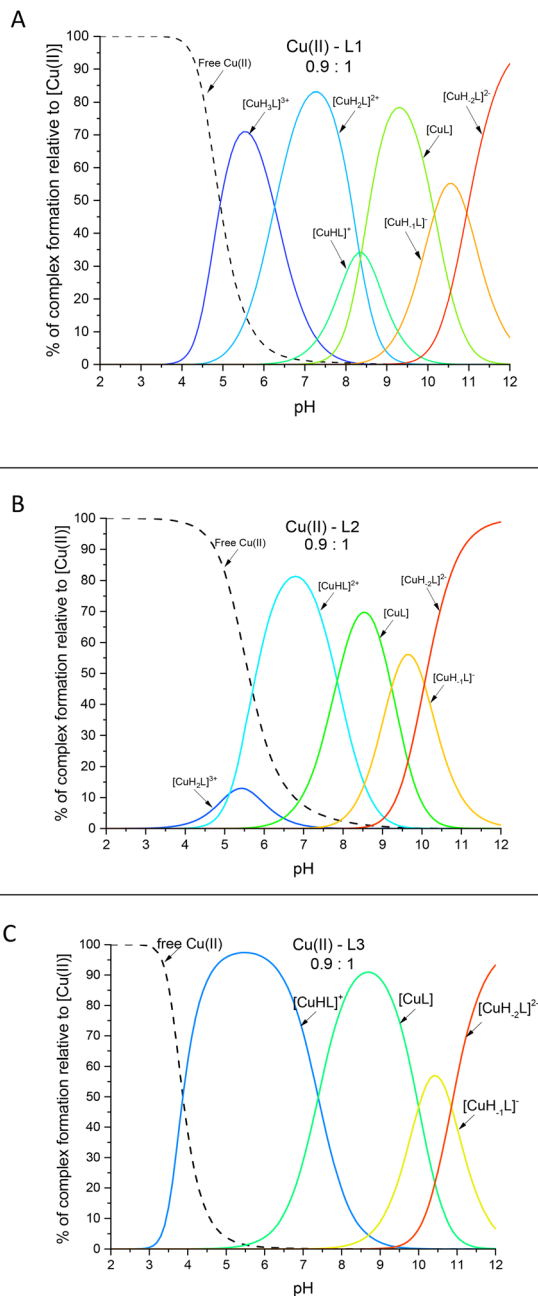 A
Cu(II) - L1
0.9 : 1
% of complex formation relative to [Cu(II)]
100
90
80
70
60
50
40
30
20
10
0
Free Cu(II)
[CuH₃L]³⁺
[CuH₂L]²⁺
[CuH₋₂L]²⁻
[CuL]
[CuHL]⁺
[CuH₋₁L]⁻
2 3 4 5 6 7 8 9 10 11 12
pH
B
Cu(II) - L2
0.9 : 1
% of complex formation relative to [Cu(II)]
100
90
80
70
60
50
40
30
20
10
0
Free Cu(II)
[CuHL]²⁺
[CuH₋₂L]²⁻
[CuL]
[CuH₋₁L]⁻
[CuH₂L]³⁺
2 3 4 5 6 7 8 9 10 11 12
pH
C
free Cu(II)
Cu(II) - L3
0.9 : 1
% of complex formation relative to [Cu(II)]
100
90
80
70
60
50
40
30
20
10
0
[CuHL]⁺
[CuL]
[CuH₋₂L]²⁻
[CuH₋₁L]⁻
2 3 4 5 6 7 8 9 10 11 12
pH